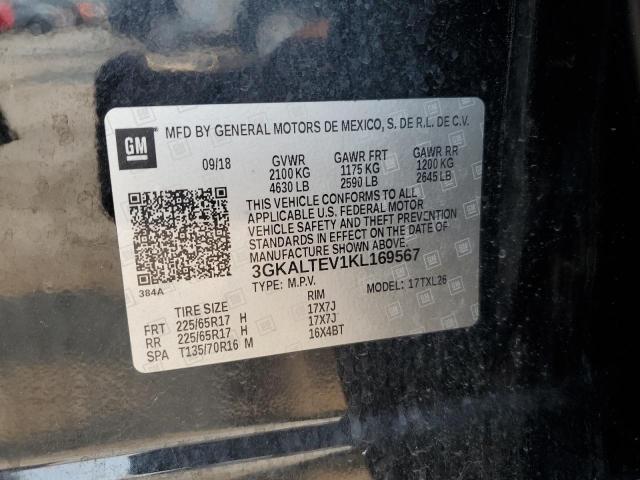 GM
MFD BY GENERAL MOTORS DE MEXICO, S. DE R.L. DE C.V.
09/18 GVWR GAWR FRT GAWR RR
2100 KG 1175 KG 1200 KG
4630 LB 2590 LB 2645 LB
THIS VEHICLE CONFORMS TO ALL
APPLICABLE U.S. FEDERAL MOTOR
VEHICLE SAFETY AND THEFT PREVENTION
STANDARDS IN EFFECT ON THE DATE OF
MANUFACTURE SHOWN ABOVE.
3GKALTEV1KL169567
384A TYPE: M.P.V. MODEL: 17TXL26
TIRE SIZE RIM
FRT 225/65R17 H 17X7J
RR 225/65R17 H 17X7J
SPA T135/70R16 M 16X4BT